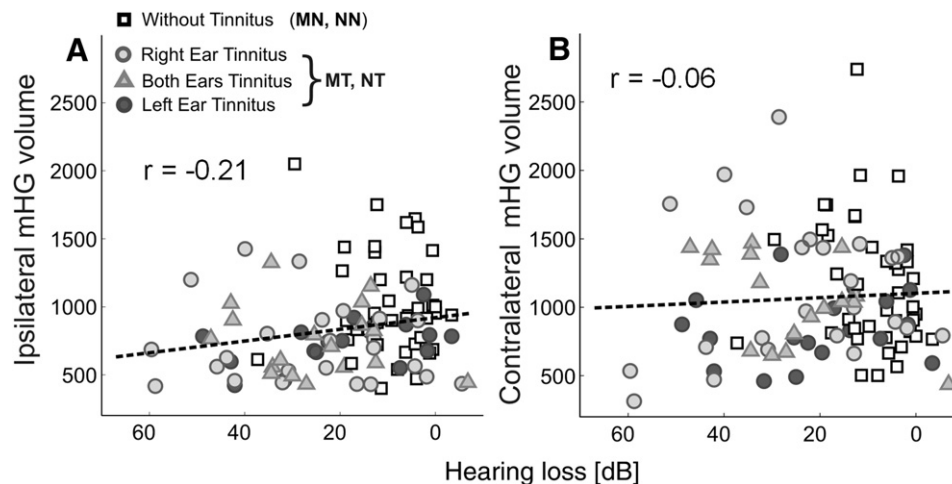 Without Tinnitus (MN, NN)
A
Right Ear Tinnitus
Both Ears Tinnitus
Left Ear Tinnitus
MT, NT
r = -0.21
Ipsilateral mHG volume
2500
2000
1500
1000
500
60 40 20 0
B
r = -0.06
Contralateral mHG volume
2500
2000
1500
1000
500
60 40 20 0
Hearing loss [dB]